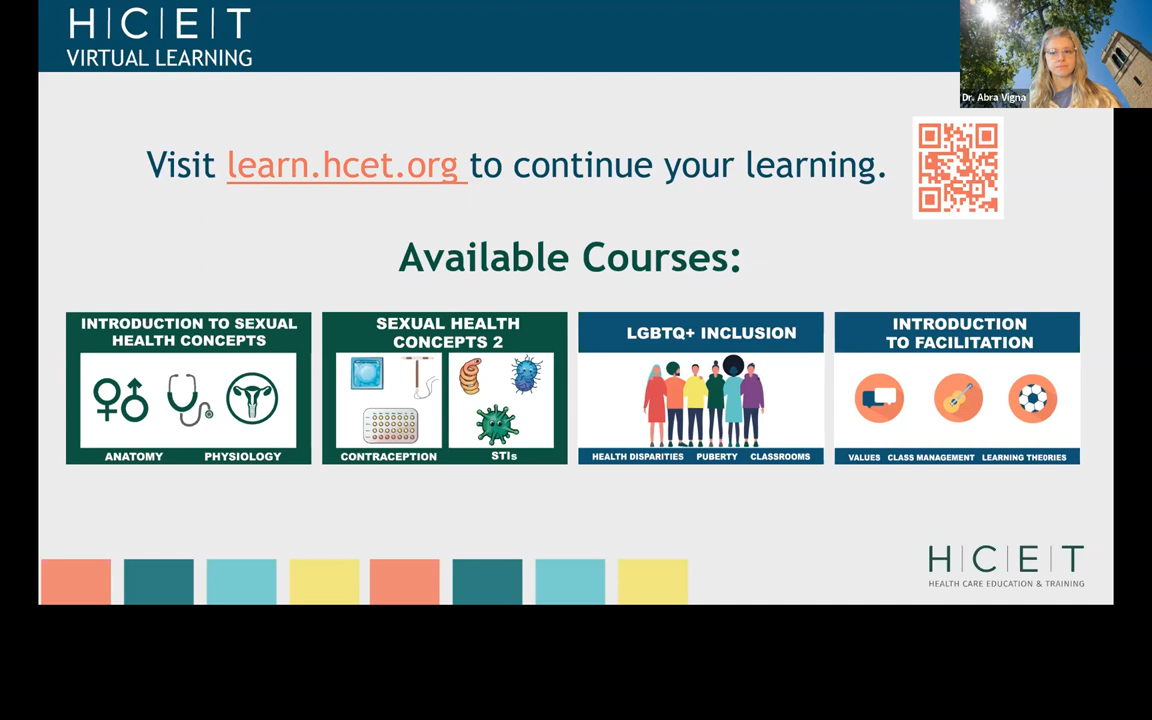 H|C|E|T
VIRTUAL LEARNING
Dr. Abra Vigna
Visit learn.hcet.org to continue your learning.
Available Courses:
INTRODUCTION TO SEXUAL
HEALTH CONCEPTS
ANATOMY PHYSIOLOGY
SEXUAL HEALTH
CONCEPTS 2
CONTRACEPTION STIs
LGBTQ+ INCLUSION
HEALTH DISPARITIES PUBERTY CLASSROOMS
INTRODUCTION
TO FACILITATION
VALUES CLASS MANAGEMENT LEARNING THEORIES
H|C|E|T
HEALTH CARE EDUCATION & TRAINING